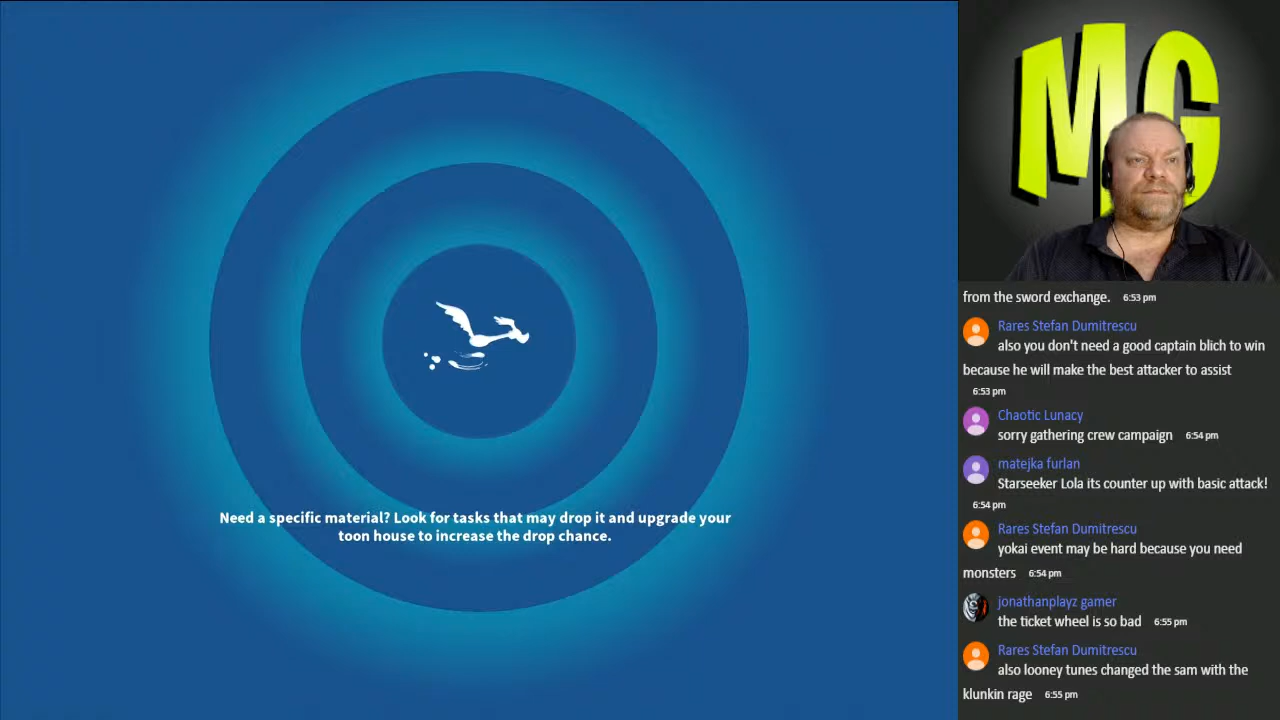 MG
Need a specific material? Look for tasks that may drop it and upgrade your
toon house to increase the drop chance.
from the sword exchange. 6:53 pm
Rares Stefan Dumitrescu
also you don't need a good captain blich to win
because he will make the best attacker to assist
6:53 pm
Chaotic Lunacy
sorry gathering crew campaign 6:54 pm
matejka furlan
Starseeker Lola its counter up with basic attack!
6:54 pm
Rares Stefan Dumitrescu
yokai event may be hard because you need
monsters 6:54 pm
jonathanplayz gamer
the ticket wheel is so bad 6:55 pm
Rares Stefan Dumitrescu
also looney tunes changed the sam with the
klunkin rage 6:55 pm